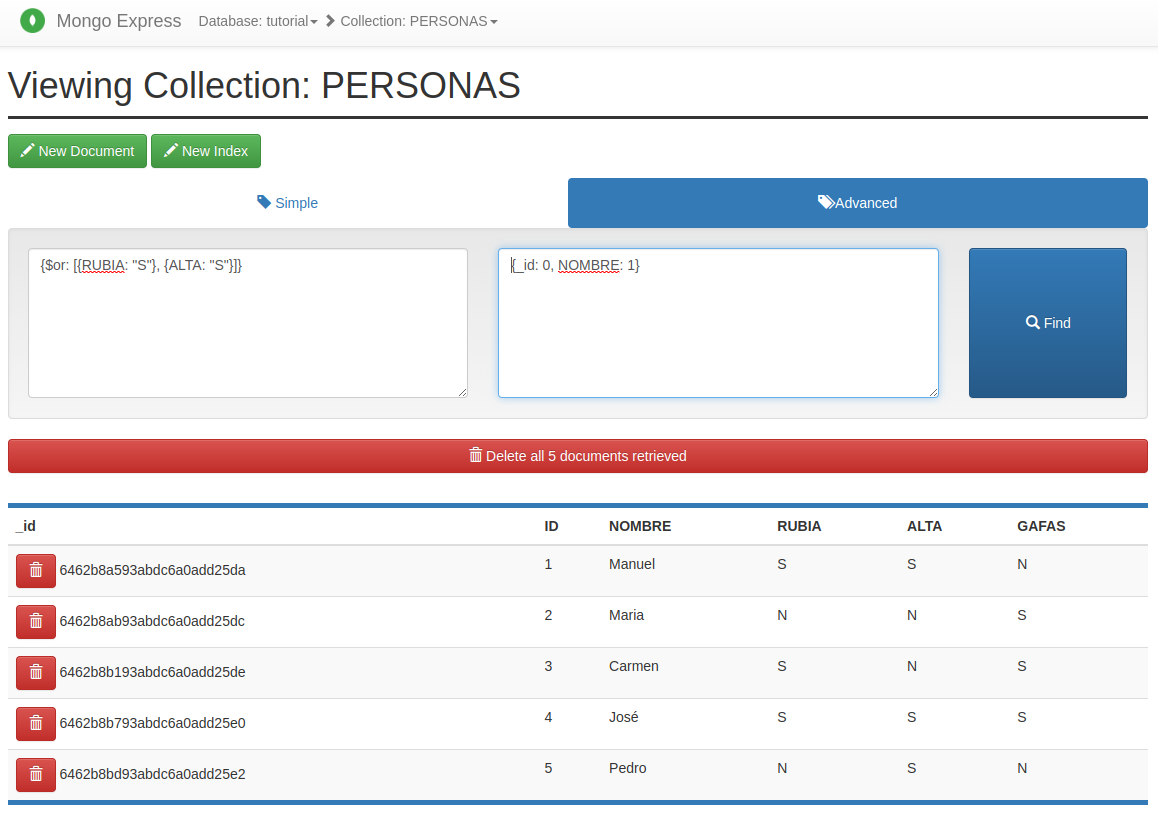 Mongo Express Database: tutorial Collection: PERSONAS
Viewing Collection: PERSONAS
New Document New Index
Simple Advanced
{$or: [{RUBIA: "S"}, {ALTA: "S"}]} {_id: 0, NOMBRE: 1}
Find
Delete all 5 documents retrieved
_id ID NOMBRE RUBIA ALTA GAFAS
6462b8a593abdc6a0add25da 1 Manuel S S N
6462b8ab93abdc6a0add25dc 2 Maria N N S
6462b8b193abdc6a0add25de 3 Carmen S N S
6462b8b793abdc6a0add25e0 4 José S S S
6462b8bd93abdc6a0add25e2 5 Pedro N S N